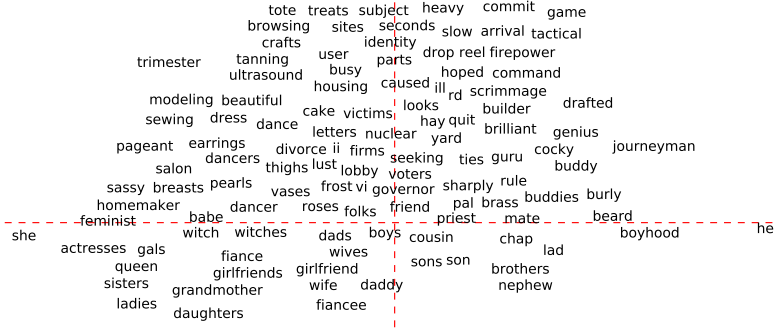 tote treats subject heavy commit game
browsing sites seconds slow arrival tactical
crafts identity
user drop reel firepower
trimester tanning parts
ultrasound busy hoped command
housing caused ill rd scrimmage
modeling beautiful looks drafted
sewing dress cake victims hay quit builder
dance letters nuclear brilliant genius
pageant earrings yard journeyman
divorce ii firms cocky
dancers seeking ties guru
salon thighs lust lobby buddy
voters
sassy breasts pearls vases frost vi governor sharply rule
homemaker dancer roses folks friend pal brass buddies burly
feminist babe priest mate beard
she witch witches dads boys cousin chap boyhood he
actresses gals wives lad
queen fiance girlfriends girlfriend sons son brothers
sisters grandmother wife daddy nephew
ladies daughters fiancee